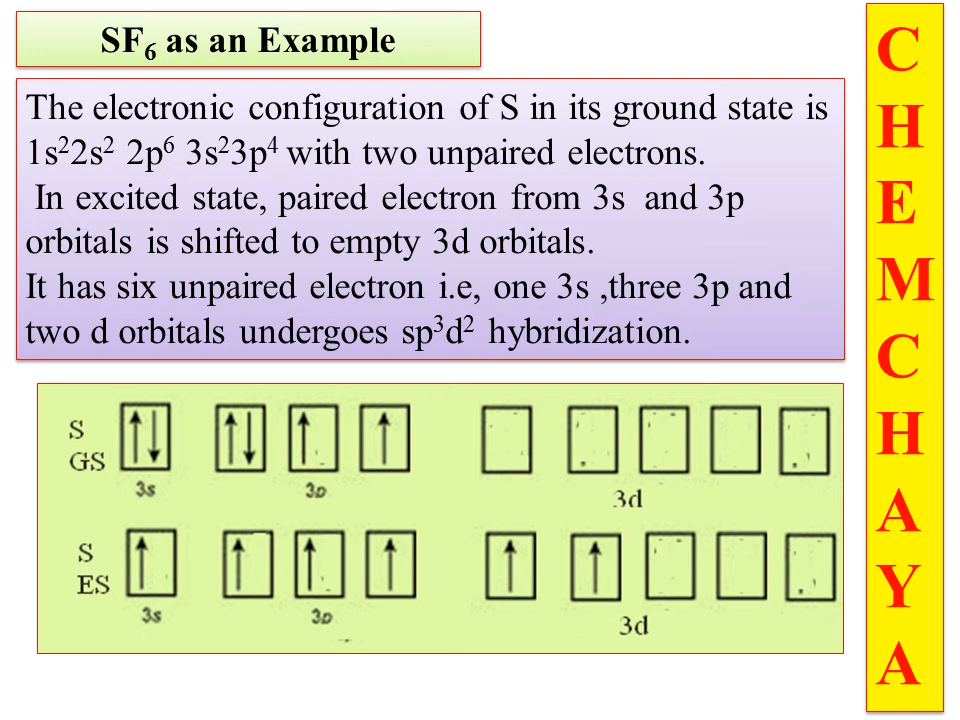 SF₆ as an Example
The electronic configuration of S in its ground state is
1s²2s² 2p⁶ 3s²3p⁴ with two unpaired electrons.
In excited state, paired electron from 3s and 3p
orbitals is shifted to empty 3d orbitals.
It has six unpaired electron i.e, one 3s ,three 3p and
two d orbitals undergoes sp³d² hybridization.
S
GS
3s 3p 3d
S
ES
3s 3p 3d
C
H
E
M
C
H
A
Y
A